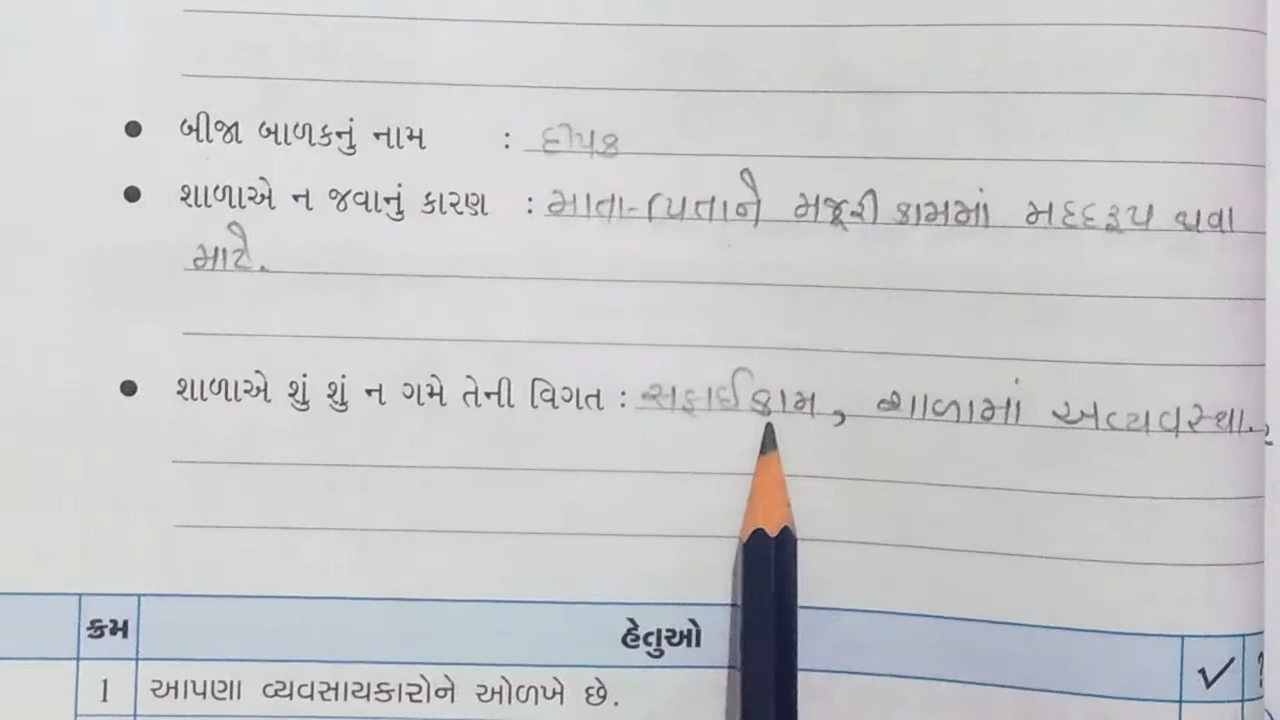 • બીજા બાળકનું નામ : દીપક
• શાળાએ ન જવાનું કારણ : માતા-પિતાને મજૂરી કામમાં મદદરૂપ થવા
માટે.
• શાળાએ શું શું ન ગમે તેની વિગત : સફાઈકામ, શાળામાં અવ્યવસ્થા.
ક્રમ હેતુઓ ✓ ?
1 આપણા વ્યવસાયકારોને ઓળખે છે.